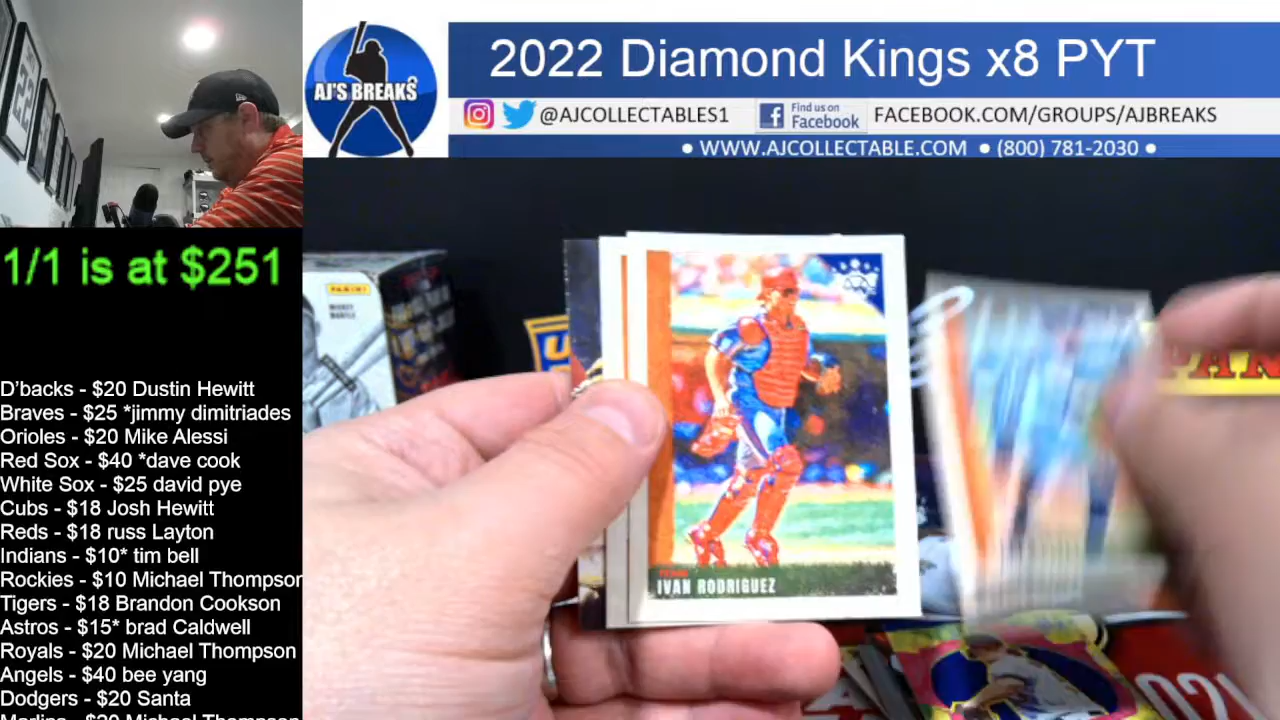 2022 Diamond Kings x8 PYT
AJ'S BREAKS
@AJCOLLECTABLES1
Find us on
Facebook
FACEBOOK.COM/GROUPS/AJBREAKS
• WWW.AJCOLLECTABLE.COM • (800) 781-2030 •
1/1 is at $251
D'backs - $20 Dustin Hewitt
Braves - $25 *jimmy dimitriades
Orioles - $20 Mike Alessi
Red Sox - $40 *dave cook
White Sox - $25 david pye
Cubs - $18 Josh Hewitt
Reds - $18 russ Layton
Indians - $10* tim bell
Rockies - $10 Michael Thompson
Tigers - $18 Brandon Cookson
Astros - $15* brad Caldwell
Royals - $20 Michael Thompson
Angels - $40 bee yang
Dodgers - $20 Santa
Marlins - $20 Michael Thompson
PANINI
MICKEY
MANTLE
IVAN RODRIGUEZ